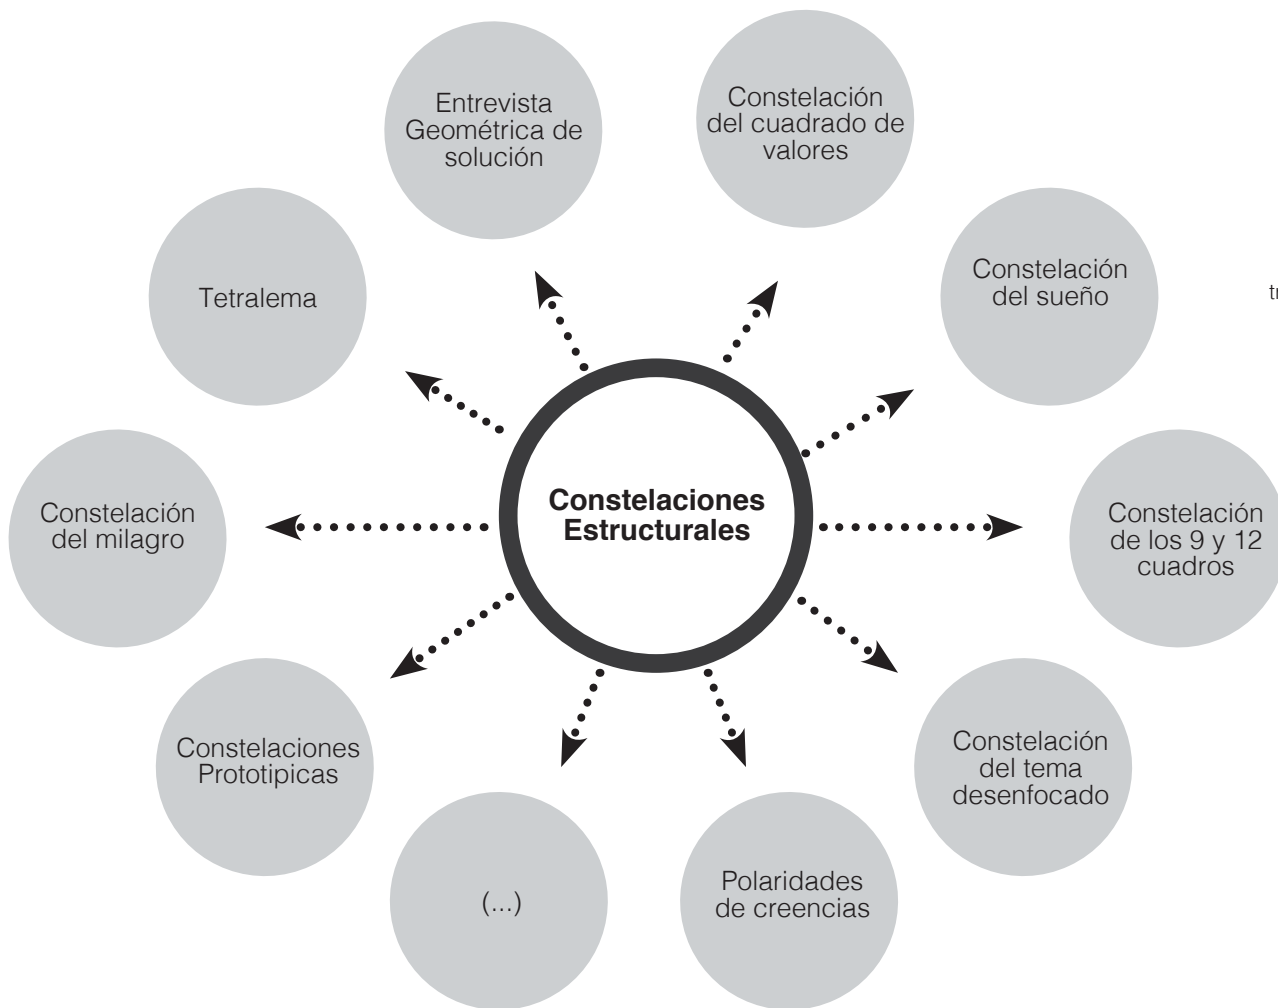 Entrevista
Geométrica de
solución
Constelación
del cuadrado de
valores
Constelación
del sueño
Tetralema
Constelaciones
Estructurales
Constelación
del milagro
Constelación
de los 9 y 12
cuadros
Constelaciones
Prototipicas
Constelación
del tema
desenfocado
(...)
Polaridades
de creencias